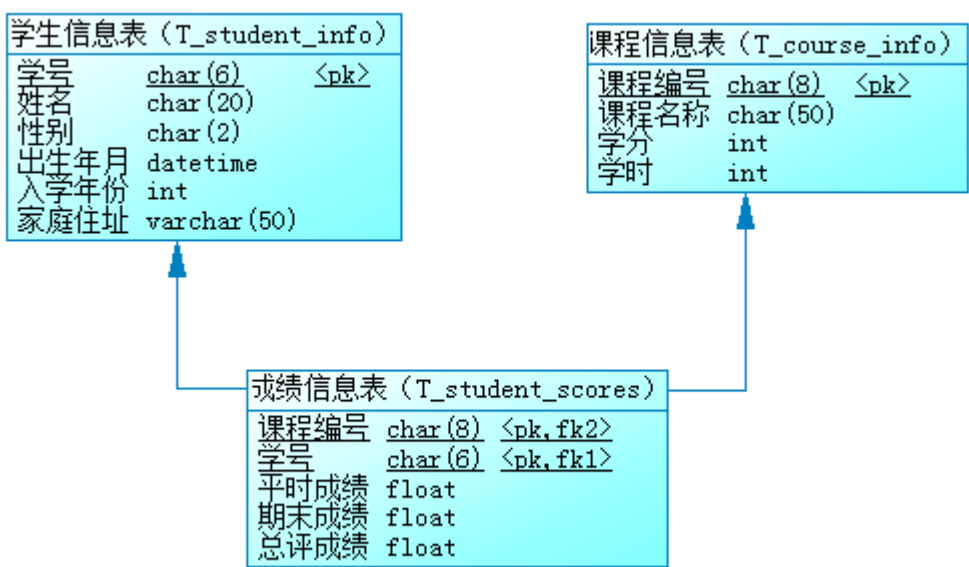 学生信息表（T_student_info）
学号 char(6) <pk>
姓名 char(20)
性别 char(2)
出生年月 datetime
入学年份 int
家庭住址 varchar(50)
课程信息表（T_course_info）
课程编号 char(8) <pk>
课程名称 char(50)
学分 int
学时 int
成绩信息表（T_student_scores）
课程编号 char(8) <pk,fk2>
学号 char(6) <pk,fk1>
平时成绩 float
期末成绩 float
总评成绩 float